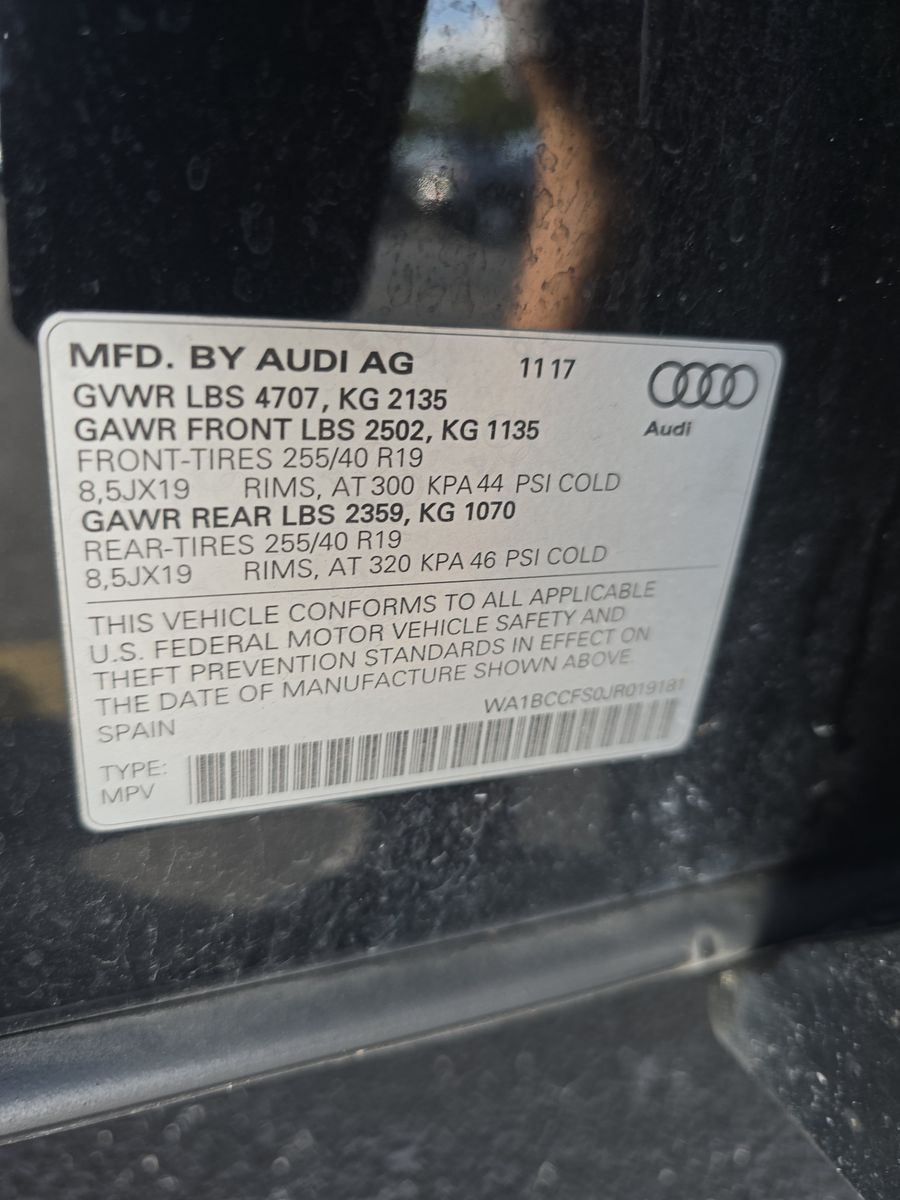 MFD. BY AUDI AG 11 17
GVWR LBS 4707, KG 2135
GAWR FRONT LBS 2502, KG 1135
Audi
FRONT-TIRES 255/40 R19
8,5JX19 RIMS, AT 300 KPA 44 PSI COLD
GAWR REAR LBS 2359, KG 1070
REAR-TIRES 255/40 R19
8,5JX19 RIMS, AT 320 KPA 46 PSI COLD
THIS VEHICLE CONFORMS TO ALL APPLICABLE
U.S. FEDERAL MOTOR VEHICLE SAFETY AND
THEFT PREVENTION STANDARDS IN EFFECT ON
THE DATE OF MANUFACTURE SHOWN ABOVE.
SPAIN WA1BCCFS0JR019181
TYPE:
MPV